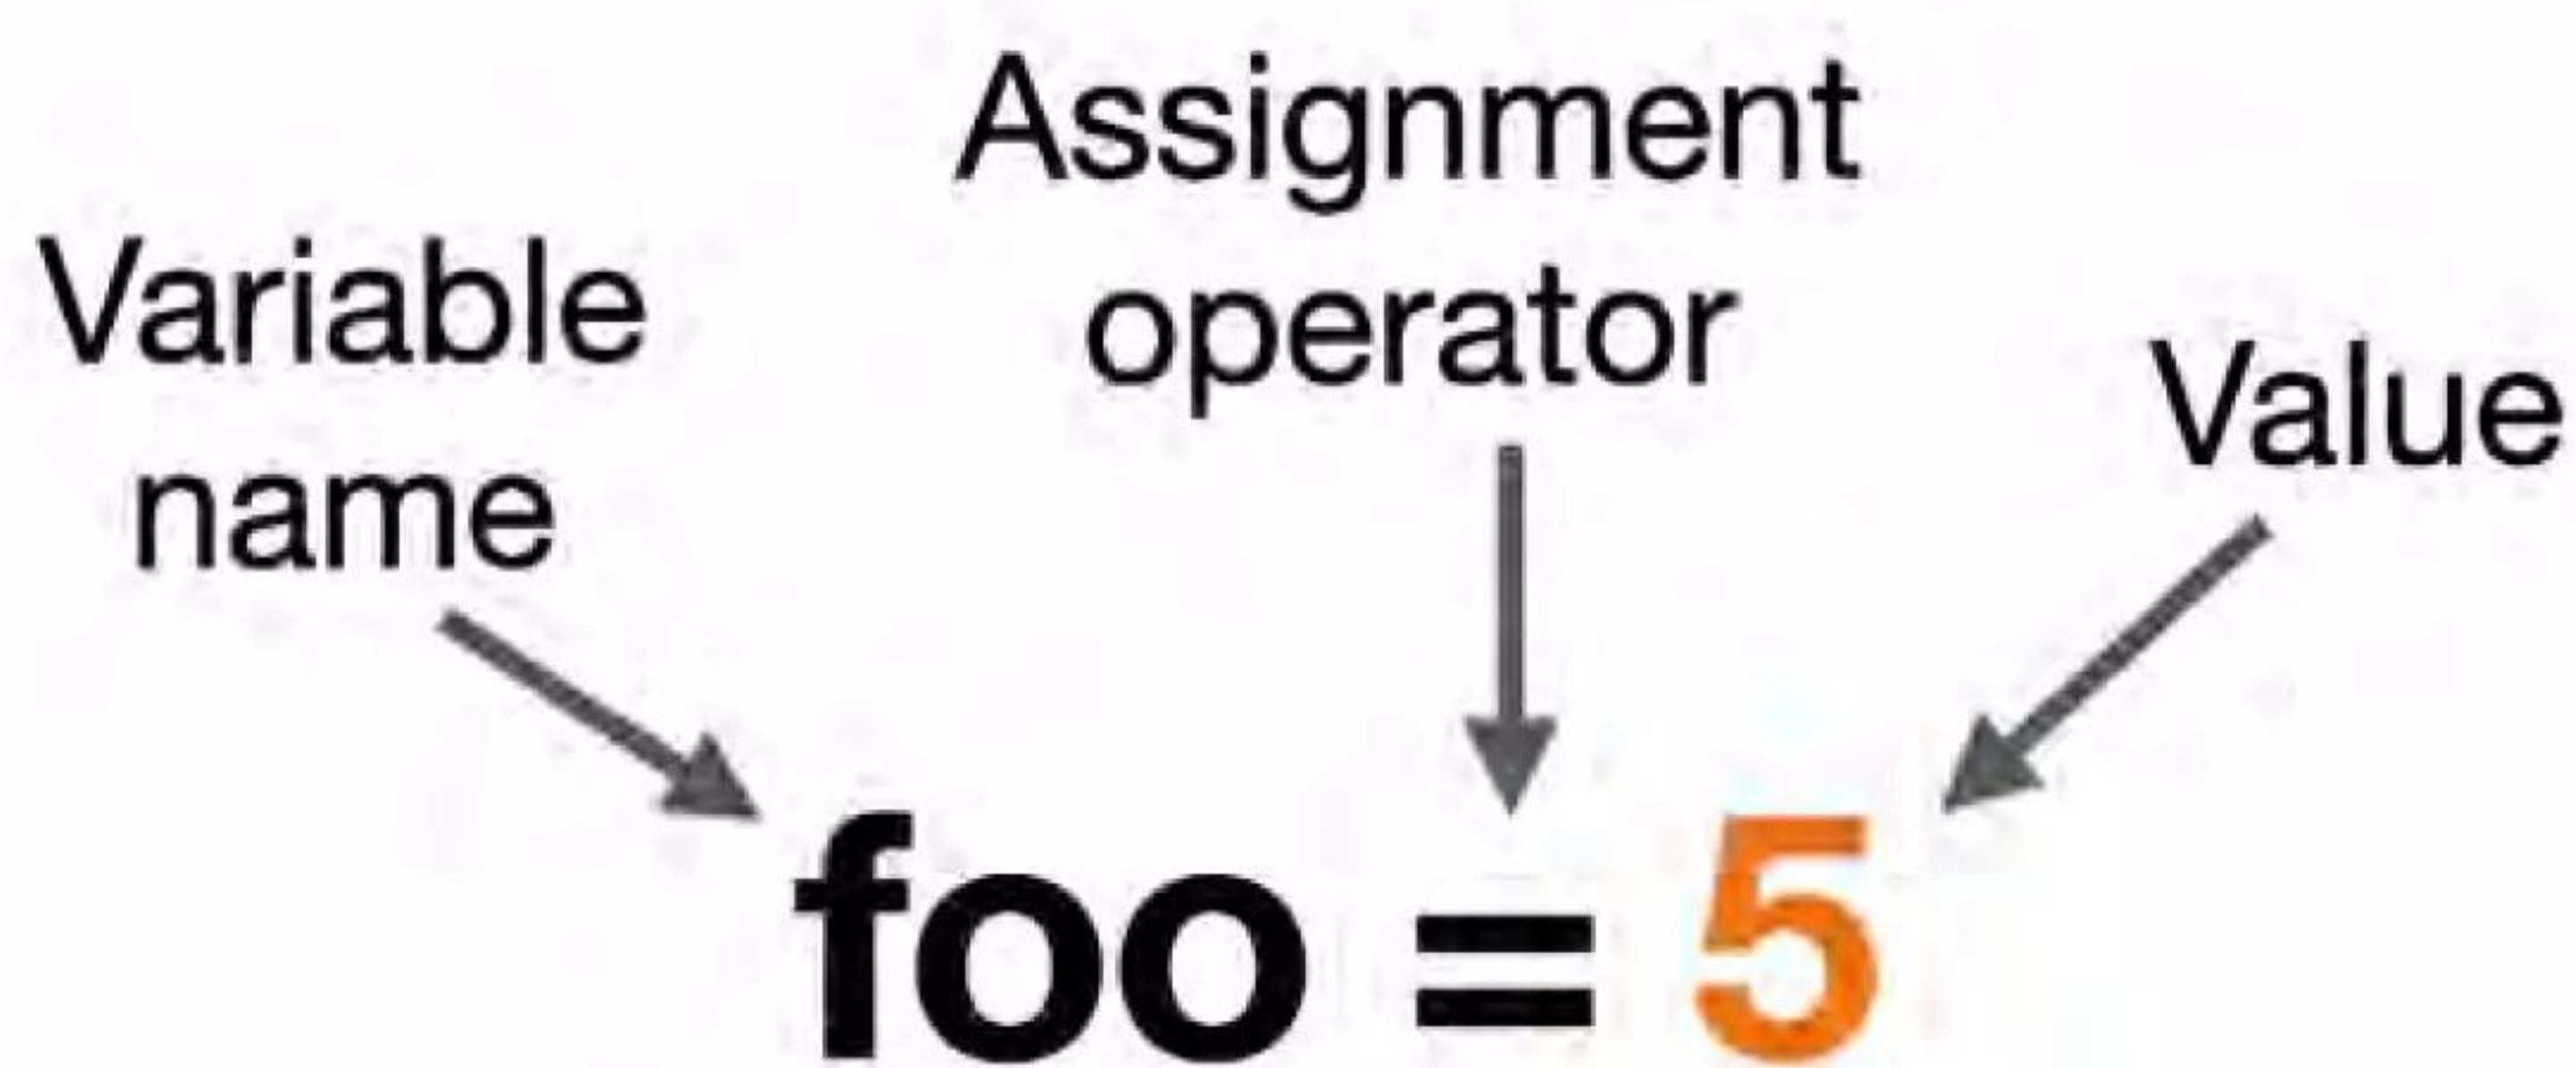 Assignment
operator
Variable
name
Value
foo = 5